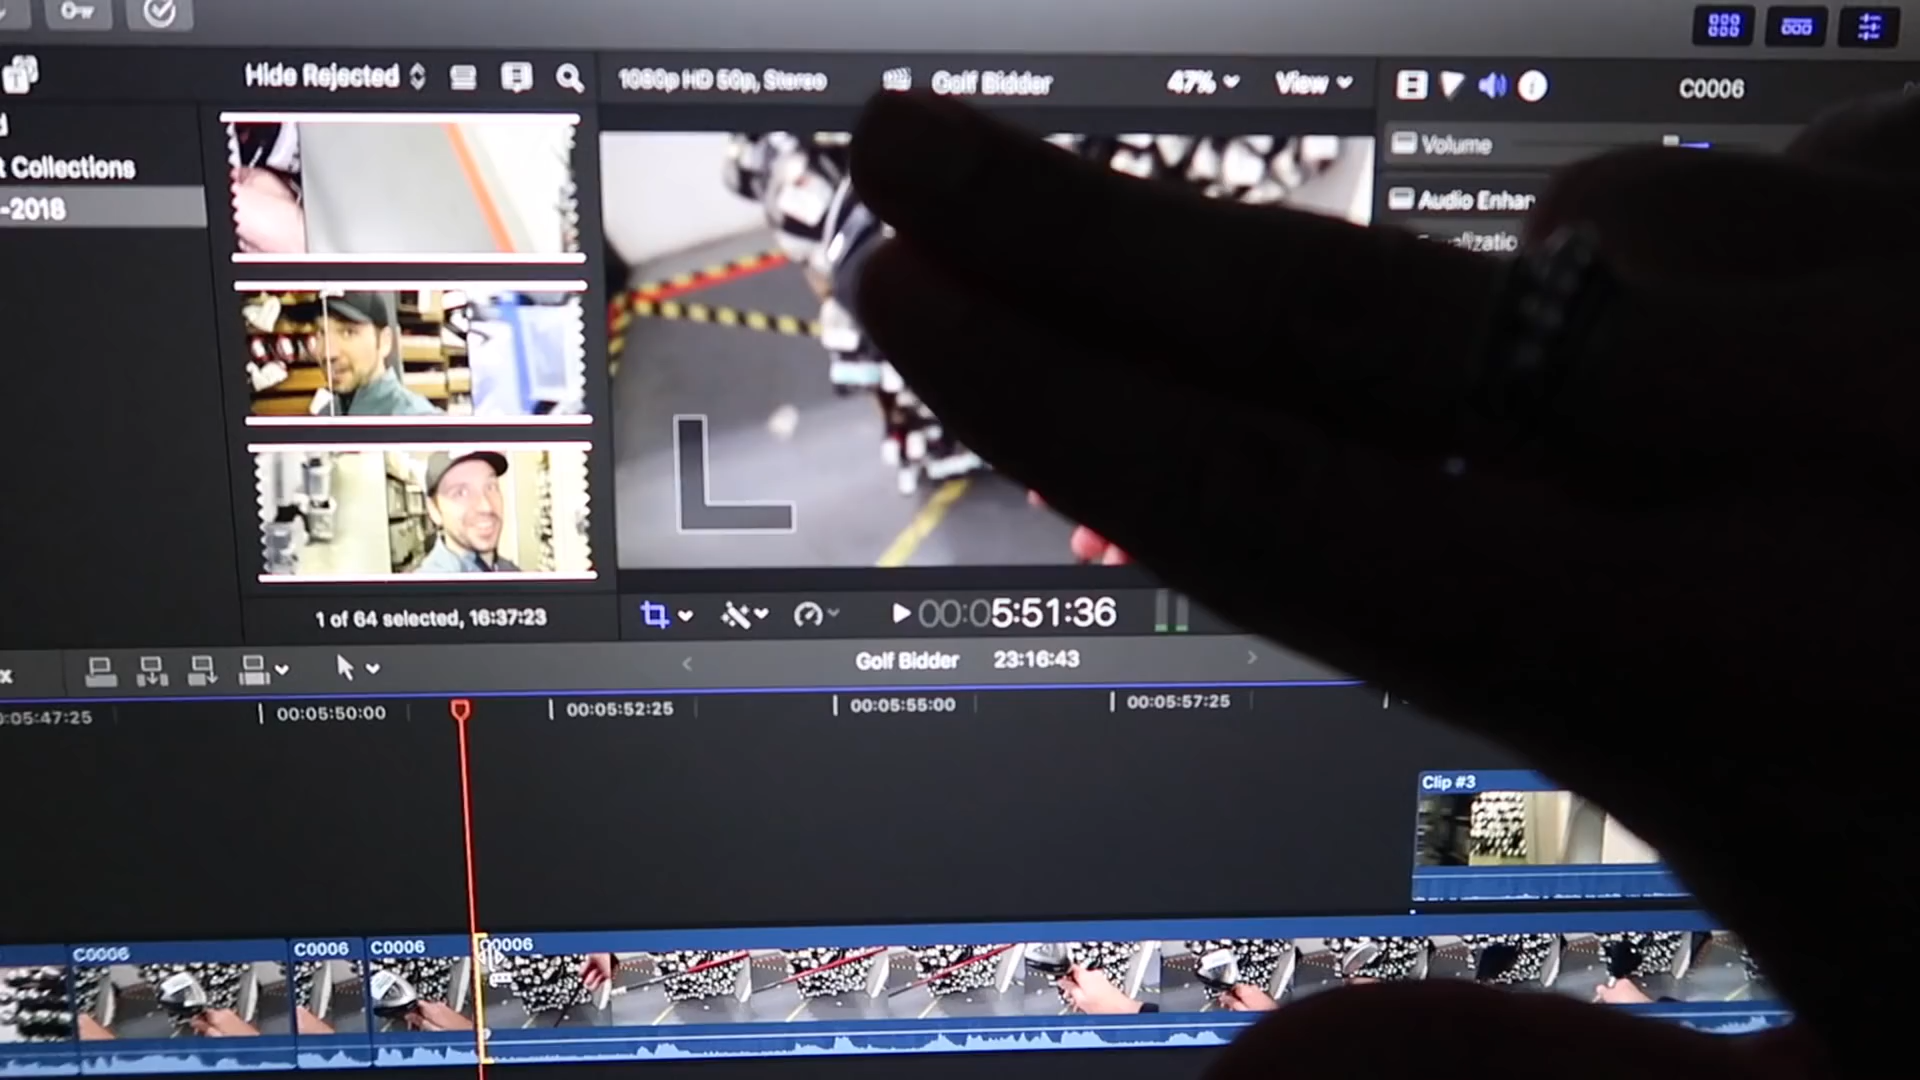 Hide Rejected
1080p HD 50p, Stereo
Golf Bidder
47%
View
C0006
t Collections
-2018
Volume
Audio Enhan
1 of 64 selected, 16:37:23
00:05:51:36
x
Golf Bidder
23:16:43
0:05:47:25
00:05:50:00
00:05:52:25
00:05:55:00
00:05:57:25
Clip #3
C0006
C0006
C0006
C0006